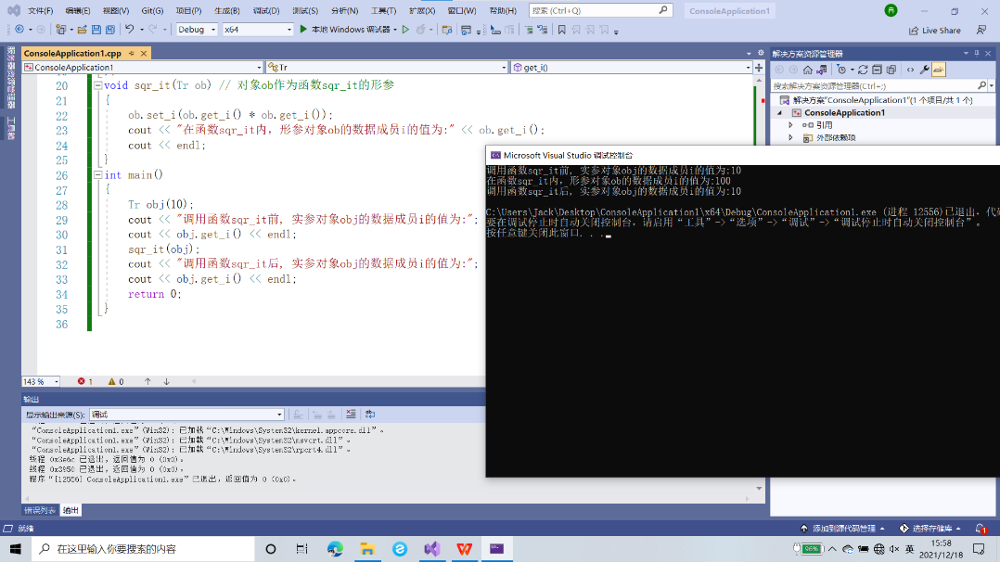 文件(F) 编辑(E) 视图(V) Git(G) 项目(P) 生成(B) 调试(D) 测试(S) 分析(N) 工具(T) 扩展(X) 窗口(W) 帮助(H) 搜索 (Ctrl+Q) ConsoleApplication1 冉
Debug x64 本地 Windows 调试器 Live Share
ConsoleApplication1.cpp
ConsoleApplication1 Tr get_i()
20 void sqr_it(Tr ob) // 对象ob作为函数sqr_it的形参
21 {
22 ob.set_i(ob.get_i() * ob.get_i());
23 cout << "在函数sqr_it内，形参对象ob的数据成员i的值为:" << ob.get_i();
24 cout << endl;
25 }
26 int main()
27 {
28 Tr obj(10);
29 cout << "调用函数sqr_it前, 实参对象obj的数据成员i的值为:";
30 cout << obj.get_i() << endl;
31 sqr_it(obj);
32 cout << "调用函数sqr_it后, 实参对象obj的数据成员i的值为:";
33 cout << obj.get_i() << endl;
34 return 0;
35 }
36
143 % 1 0
解决方案资源管理器
搜索解决方案资源管理器(Ctrl+;)
解决方案"ConsoleApplication1"(1 个项目/共 1 个)
ConsoleApplication1
引用
外部依赖项
Microsoft Visual Studio 调试控制台
调用函数sqr_it前, 实参对象obj的数据成员i的值为:10
在函数sqr_it内，形参对象ob的数据成员i的值为:100
调用函数sqr_it后, 实参对象obj的数据成员i的值为:10
C:\Users\Jack\Desktop\ConsoleApplication1\x64\Debug\ConsoleApplication1.exe (进程 12556)已退出，代码
要在调试停止时自动关闭控制台，请启用“工具”->“选项”->“调试”->“调试停止时自动关闭控制台”。
按任意键关闭此窗口. . .
输出
显示输出来源(S): 调试
“ConsoleApplication1.exe”(Win32): 已加载“C:\Windows\System32\kernel.appcore.dll”。
“ConsoleApplication1.exe”(Win32): 已加载“C:\Windows\System32\msvcrt.dll”。
“ConsoleApplication1.exe”(Win32): 已加载“C:\Windows\System32\rpcrt4.dll”。
线程 0x3e6c 已退出，返回值为 0 (0x0)。
线程 0x3950 已退出，返回值为 0 (0x0)。
程序“[12556] ConsoleApplication1.exe”已退出，返回值为 0 (0x0)。
错误列表 输出
就绪 添加到源代码管理 选择存储库 1
在这里输入你要搜索的内容 96% 英 15:58
2021/12/18